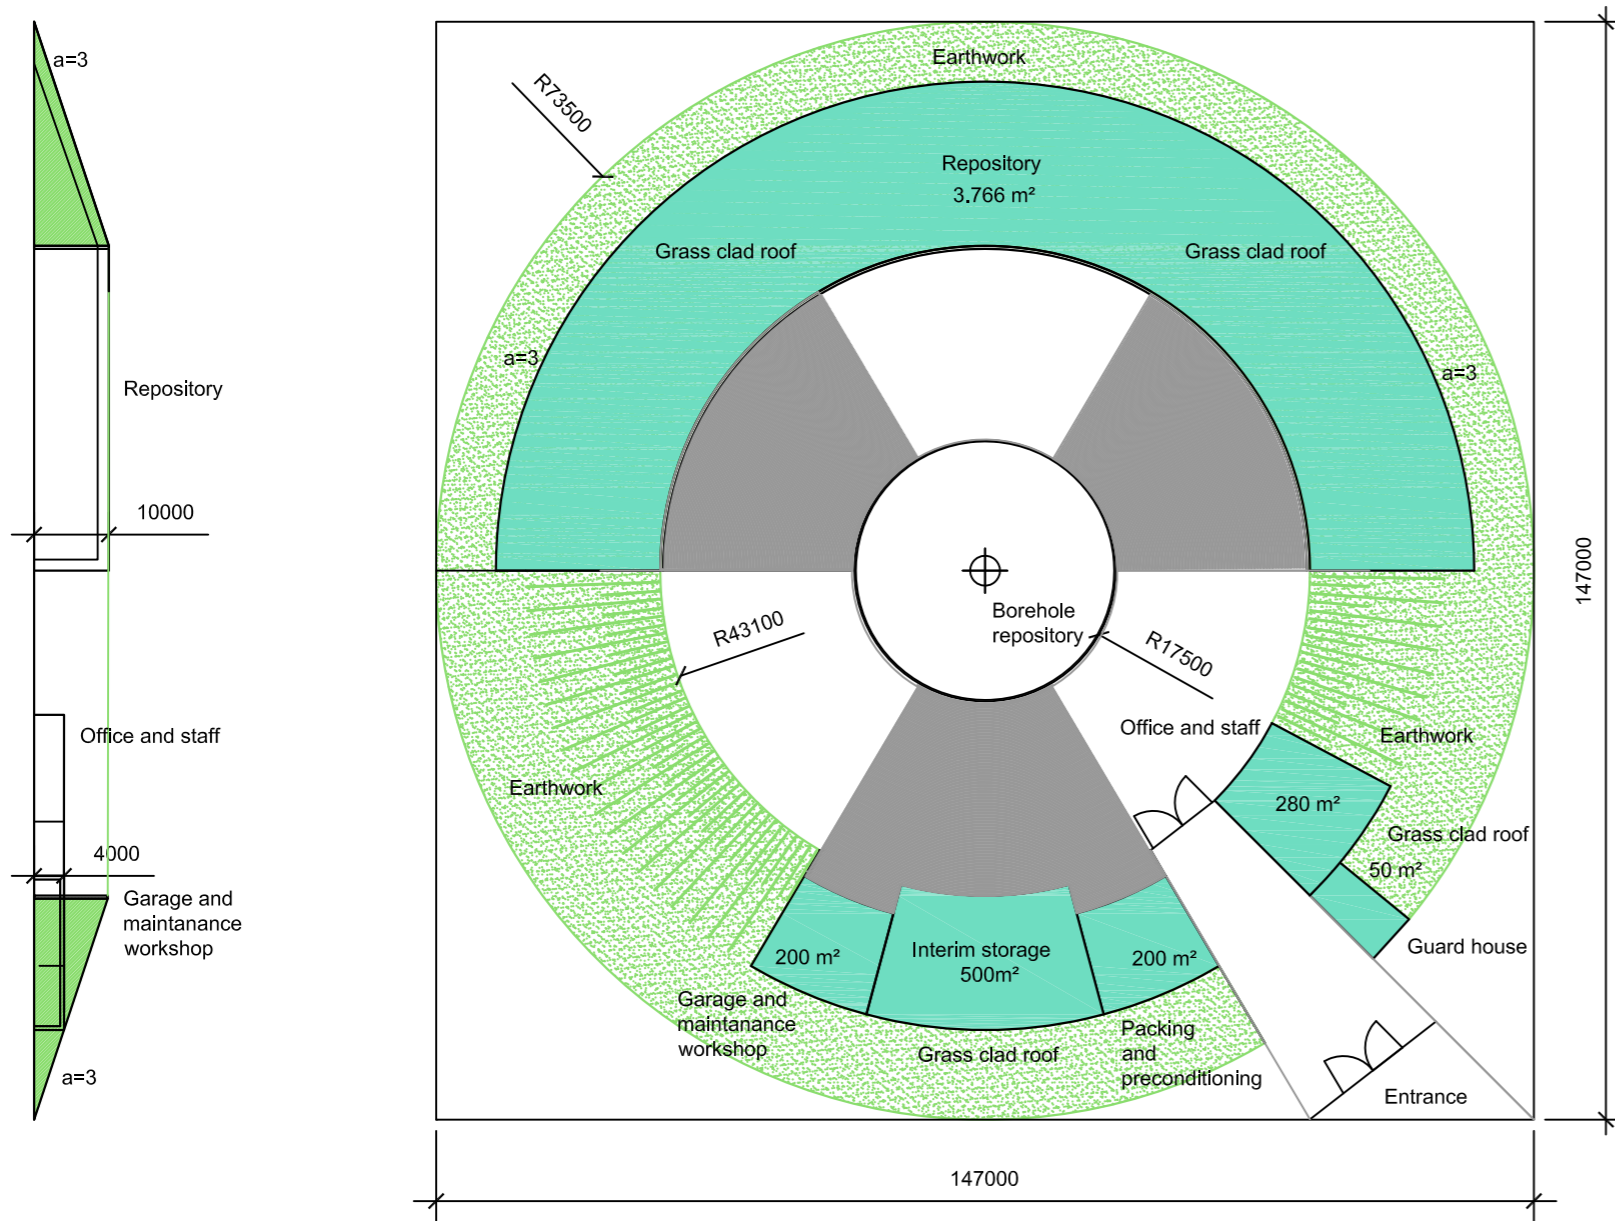 a=3
Repository
10000
Office and staff
4000
Garage and
maintanance
workshop
a=3
R73500
Earthwork
Repository
3.766 m²
Grass clad roof
Grass clad roof
a=3
a=3
R43100
Borehole
repository
R17500
Office and staff
Earthwork
Earthwork
280 m²
Grass clad roof
50 m²
Guard house
200 m²
Interim storage
500m²
200 m²
Garage and
maintanance
workshop
Grass clad roof
Packing
and
preconditioning
Entrance
147000
147000